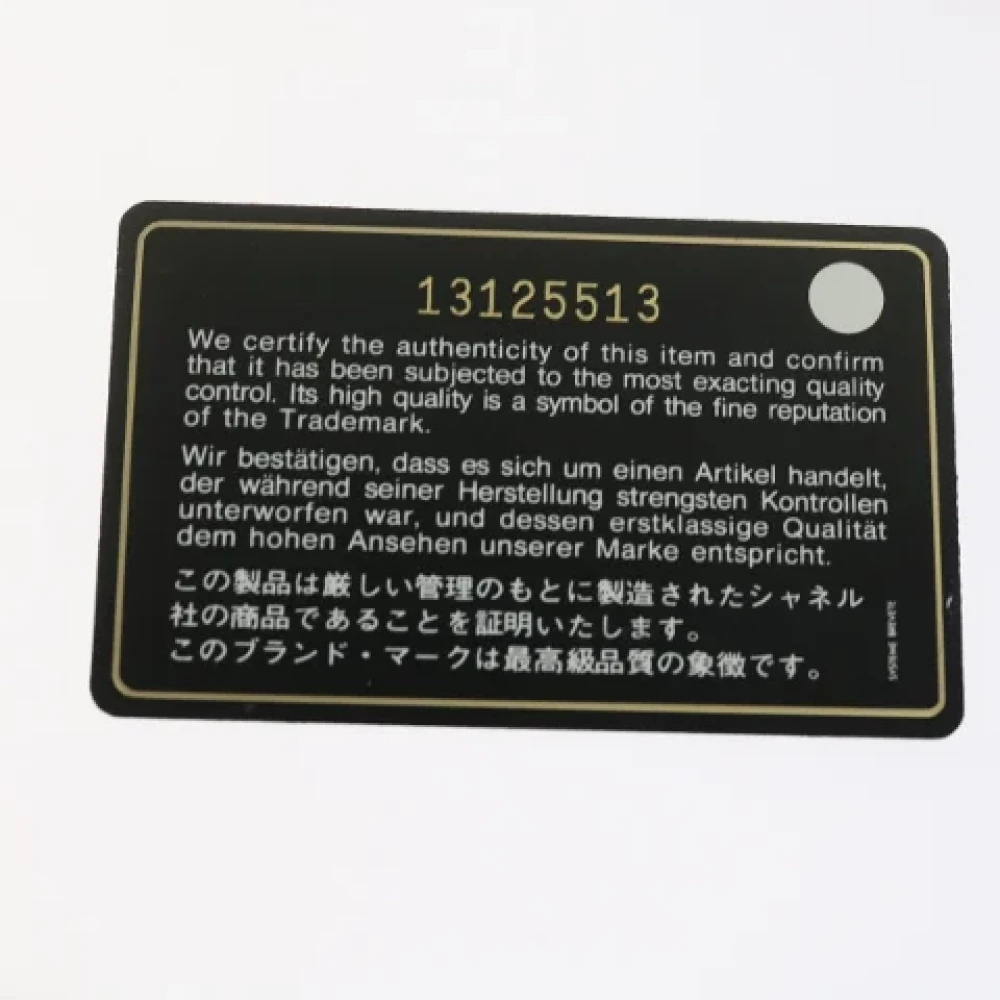 13125513
We certify the authenticity of this item and confirm
that it has been subjected to the most exacting quality
control. Its high quality is a symbol of the fine reputation
of the Trademark.
Wir bestätigen, dass es sich um einen Artikel handelt,
der während seiner Herstellung strengsten Kontrollen
unterworfen war, und dessen erstklassige Qualität
dem hohen Ansehen unserer Marke entspricht.
この製品は厳しい管理のもとに製造されたシャネル
社の商品であることを証明いたします。
このブランド・マークは最高級品質の象徴です。
SYSTEME BREVETE